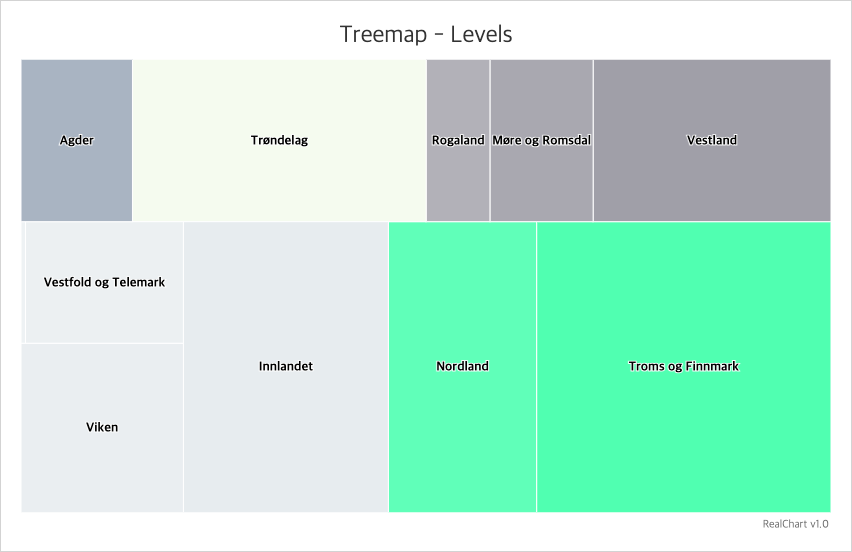 Treemap - Levels
Agder
Trøndelag
Rogaland
Møre og Romsdal
Vestland
Vestfold og Telemark
Innlandet
Nordland
Troms og Finnmark
Viken
RealChart v1.0